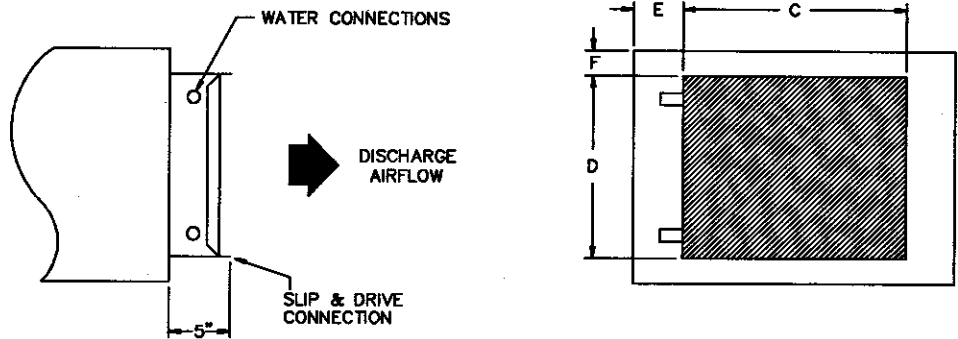 WATER CONNECTIONS
E
C
F
D
DISCHARGE
AIRFLOW
SLIP & DRIVE
CONNECTION
5"